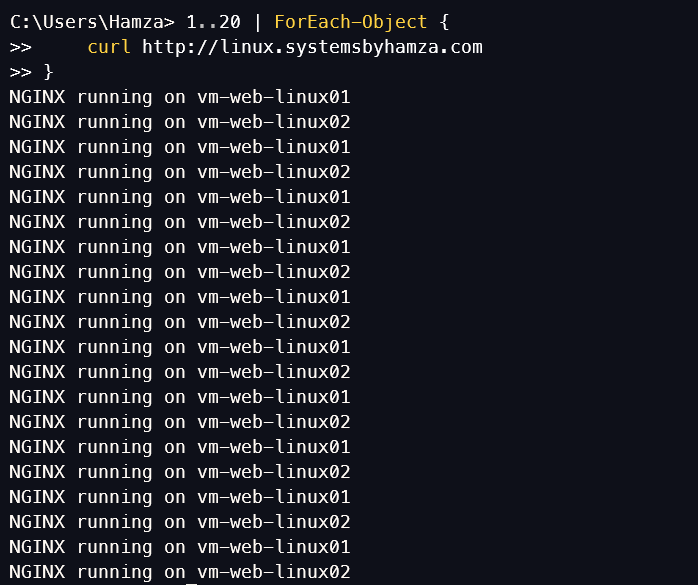 C:\Users\Hamza> 1..20 | ForEach-Object {
>>     curl http://linux.systemsbyhamza.com
>> }
NGINX running on vm-web-linux01
NGINX running on vm-web-linux02
NGINX running on vm-web-linux01
NGINX running on vm-web-linux02
NGINX running on vm-web-linux01
NGINX running on vm-web-linux02
NGINX running on vm-web-linux01
NGINX running on vm-web-linux02
NGINX running on vm-web-linux01
NGINX running on vm-web-linux02
NGINX running on vm-web-linux01
NGINX running on vm-web-linux02
NGINX running on vm-web-linux01
NGINX running on vm-web-linux02
NGINX running on vm-web-linux01
NGINX running on vm-web-linux02
NGINX running on vm-web-linux01
NGINX running on vm-web-linux02
NGINX running on vm-web-linux01
NGINX running on vm-web-linux02